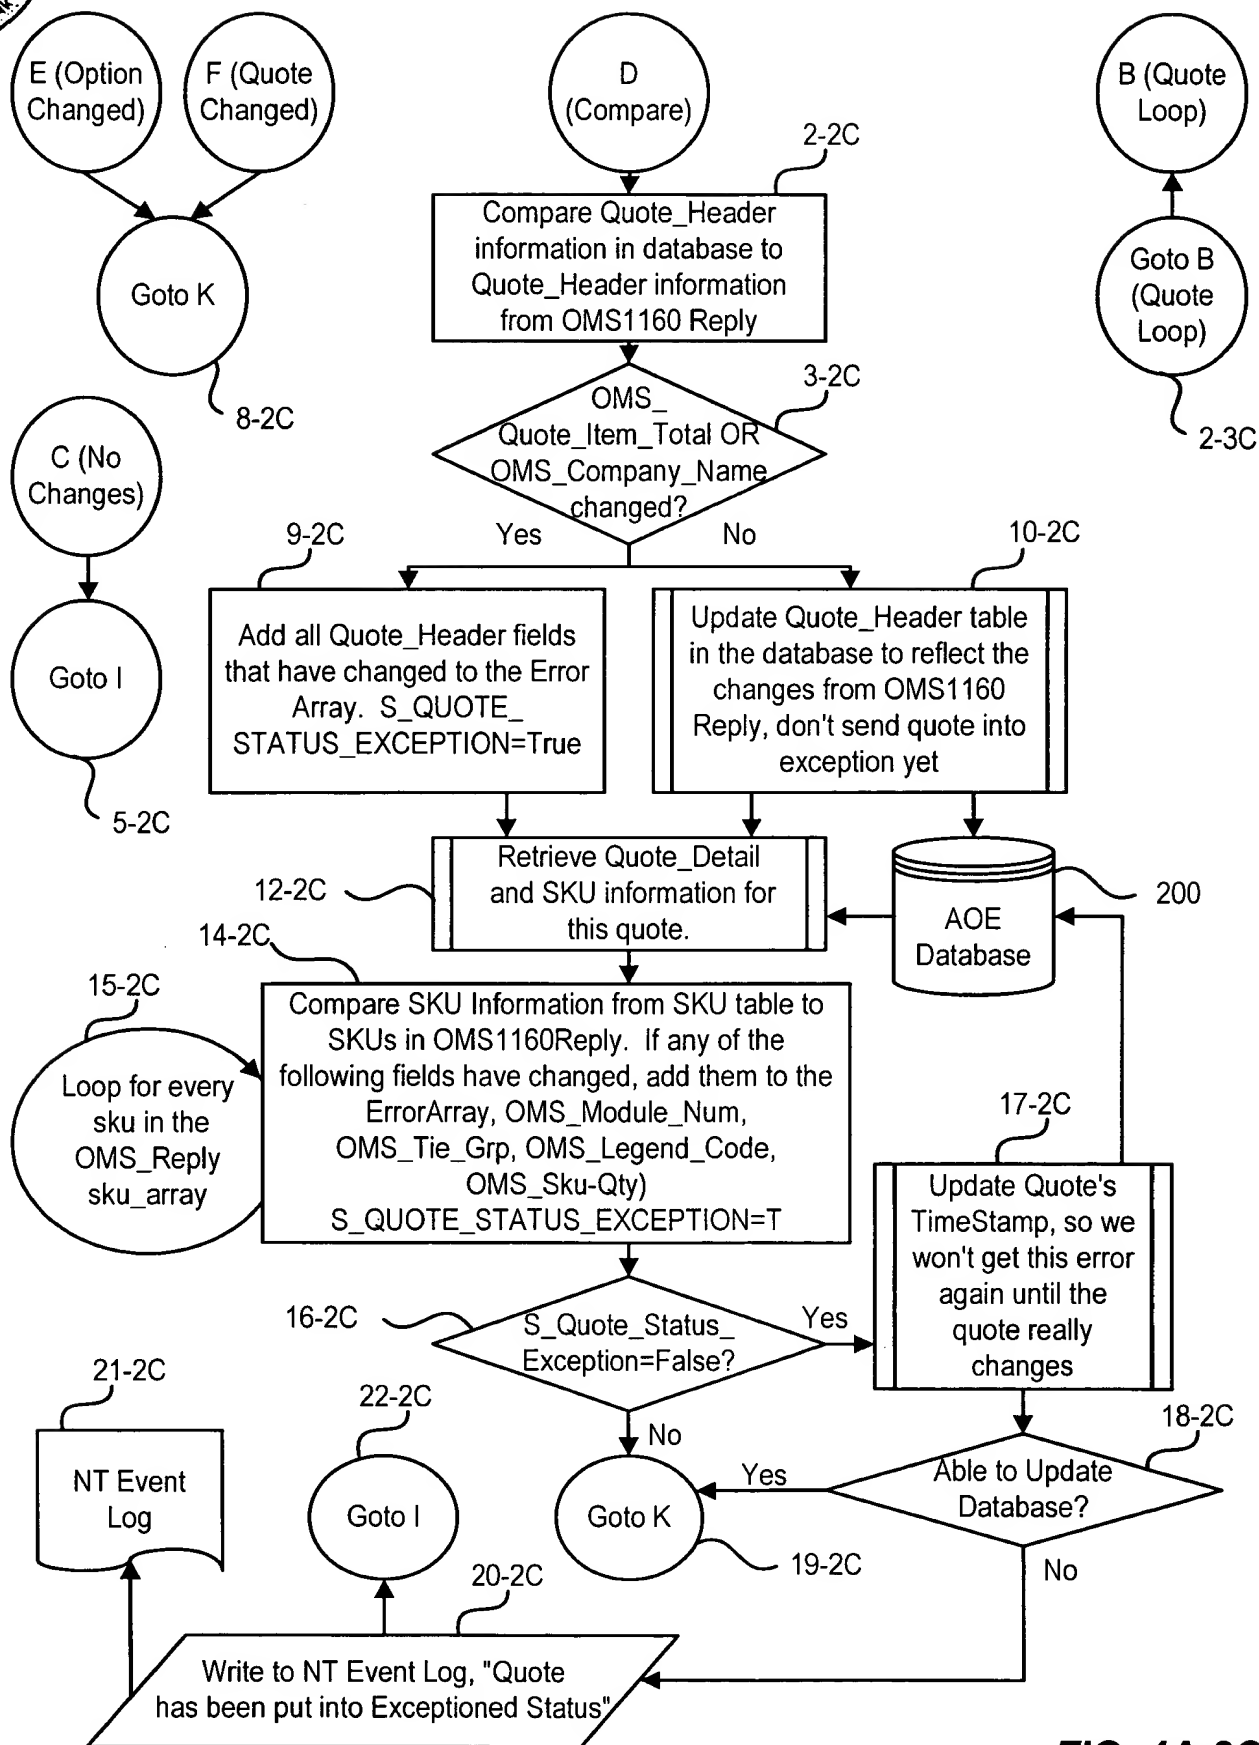 E (Option
Changed)
F (Quote
Changed)
D
(Compare)
B (Quote
Loop)
2-2C
Compare Quote_Header
information in database to
Quote_Header information
from OMS1160 Reply
Goto K
8-2C
Goto B
(Quote
Loop)
2-3C
3-2C
OMS_
Quote_Item_Total OR
OMS_Company_Name
changed?
C (No
Changes)
Yes
No
9-2C
10-2C
Add all Quote_Header fields
that have changed to the Error
Array. S_QUOTE_
STATUS_EXCEPTION=True
Update Quote_Header table
in the database to reflect the
changes from OMS1160
Reply, don't send quote into
exception yet
Goto I
5-2C
12-2C
Retrieve Quote_Detail
and SKU information for
this quote.
AOE
Database
200
14-2C
15-2C
Loop for every
sku in the
OMS_Reply
sku_array
Compare SKU Information from SKU table to
SKUs in OMS1160Reply. If any of the
following fields have changed, add them to the
ErrorArray, OMS_Module_Num,
OMS_Tie_Grp, OMS_Legend_Code,
OMS_Sku-Qty)
S_QUOTE_STATUS_EXCEPTION=T
17-2C
Update Quote's
TimeStamp, so we
won't get this error
again until the
quote really
changes
16-2C
S_Quote_Status_
Exception=False?
Yes
No
21-2C
NT Event
Log
22-2C
Goto I
Goto K
19-2C
Yes
18-2C
Able to Update
Database?
No
20-2C
Write to NT Event Log, "Quote
has been put into Exceptioned Status"